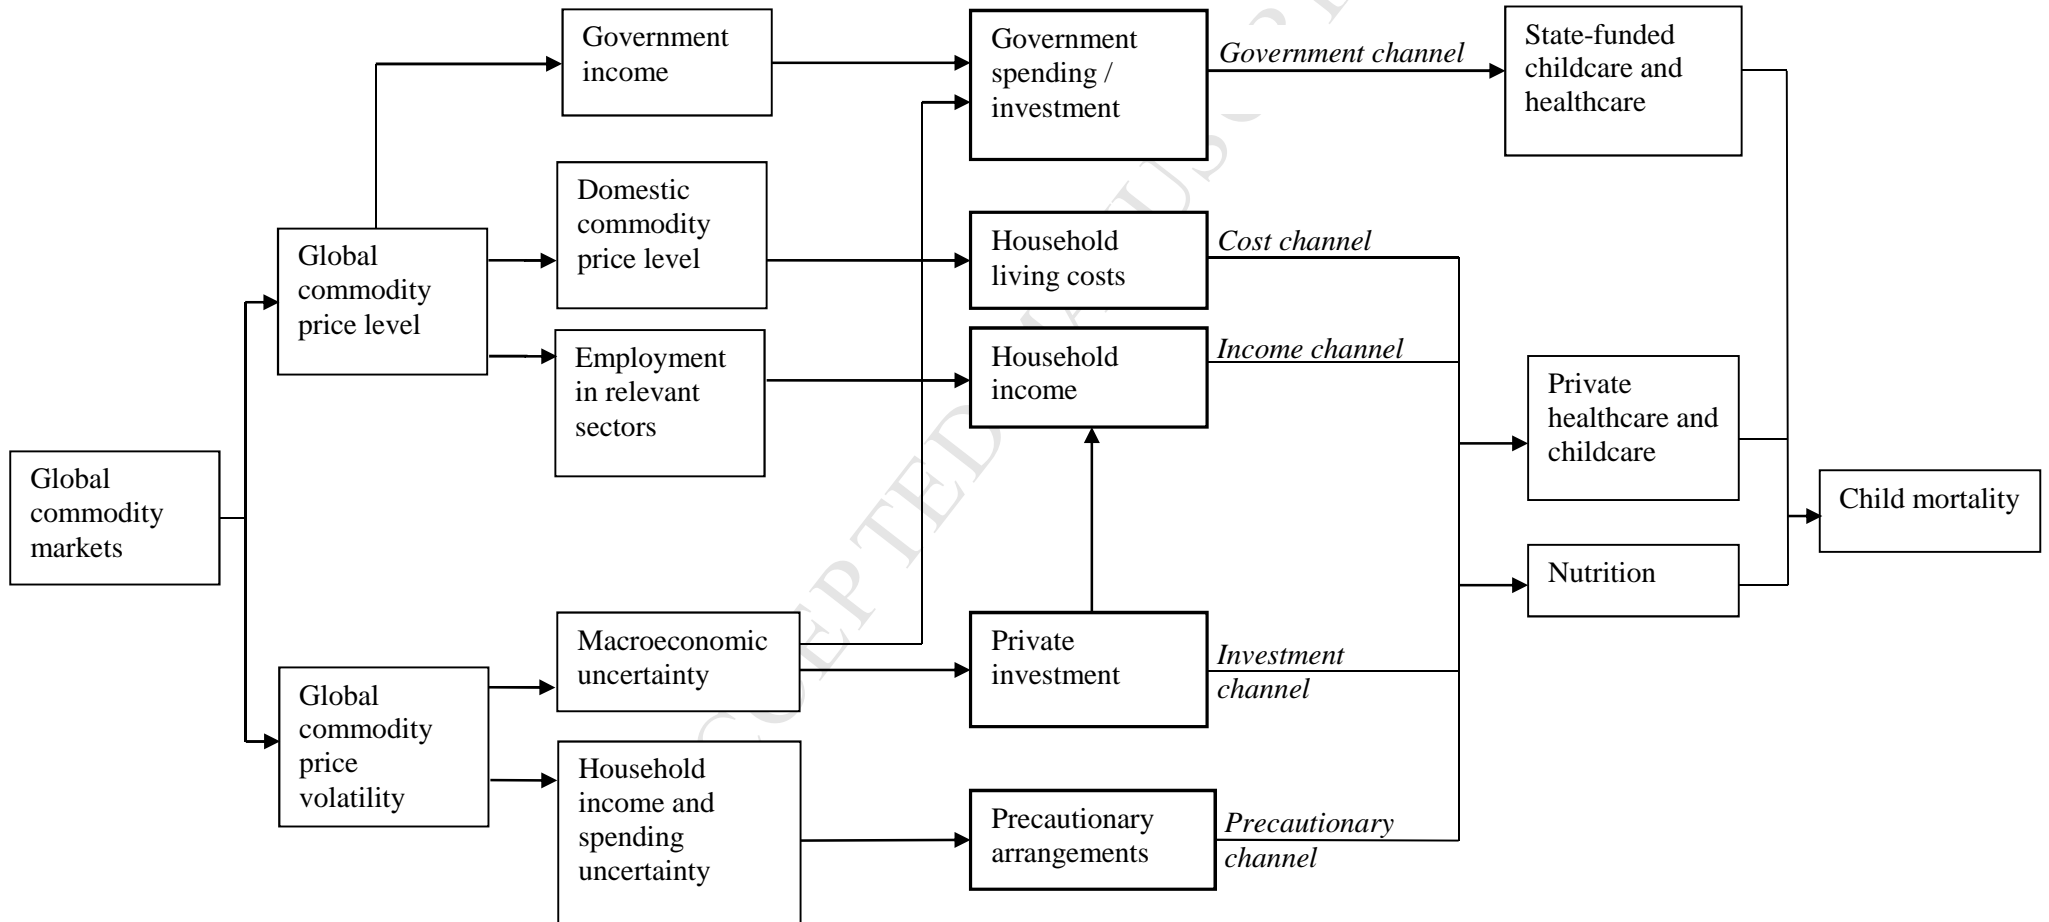 Government
income
Government
spending /
investment
Government channel
State-funded
childcare and
healthcare
Domestic
commodity
price level
Global
commodity
price level
Household
living costs
Cost channel
Employment
in relevant
sectors
Household
income
Income channel
Private
healthcare and
childcare
Global
commodity
markets
Child mortality
Nutrition
Macroeconomic
uncertainty
Private
investment
Investment
channel
Global
commodity
price
volatility
Household
income and
spending
uncertainty
Precautionary
arrangements
Precautionary
channel